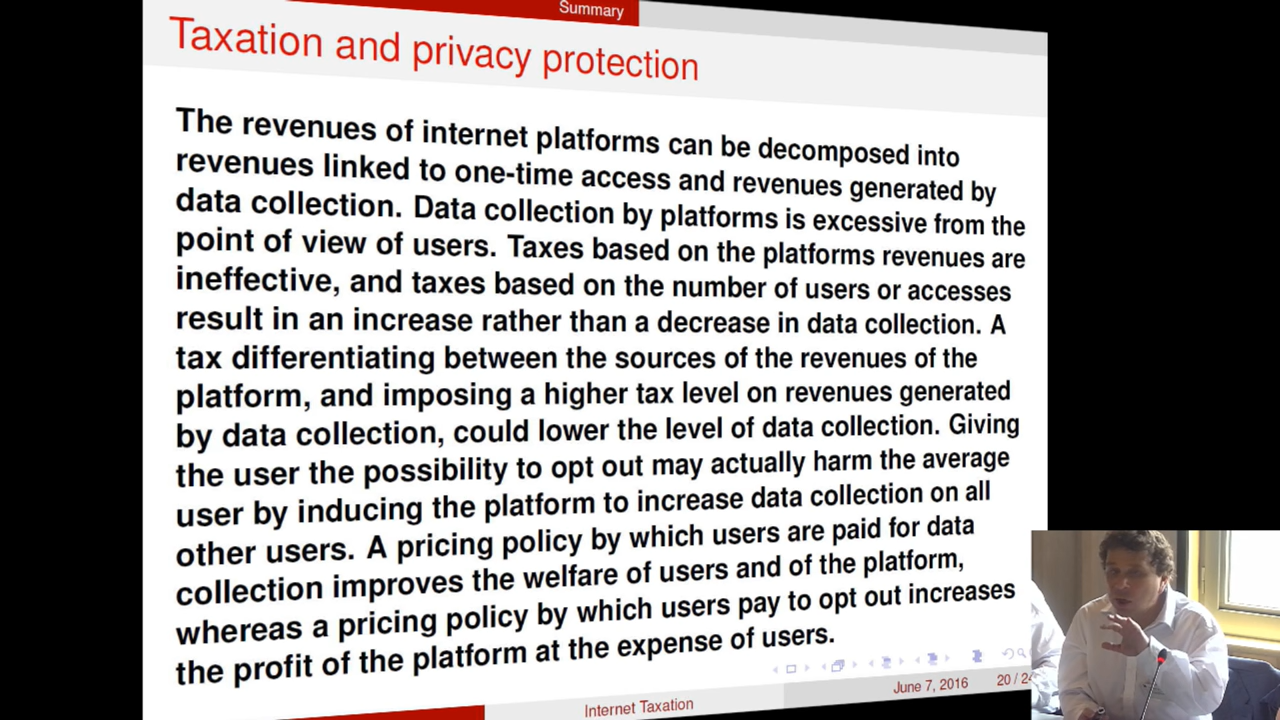 Summary
Taxation and privacy protection
The revenues of internet platforms can be decomposed into
revenues linked to one-time access and revenues generated by
data collection. Data collection by platforms is excessive from the
point of view of users. Taxes based on the platforms revenues are
ineffective, and taxes based on the number of users or accesses
result in an increase rather than a decrease in data collection. A
tax differentiating between the sources of the revenues of the
platform, and imposing a higher tax level on revenues generated
by data collection, could lower the level of data collection. Giving
the user the possibility to opt out may actually harm the average
user by inducing the platform to increase data collection on all
other users. A pricing policy by which users are paid for data
collection improves the welfare of users and of the platform,
whereas a pricing policy by which users pay to opt out increases
the profit of the platform at the expense of users.
Internet Taxation
June 7, 2016
20 /